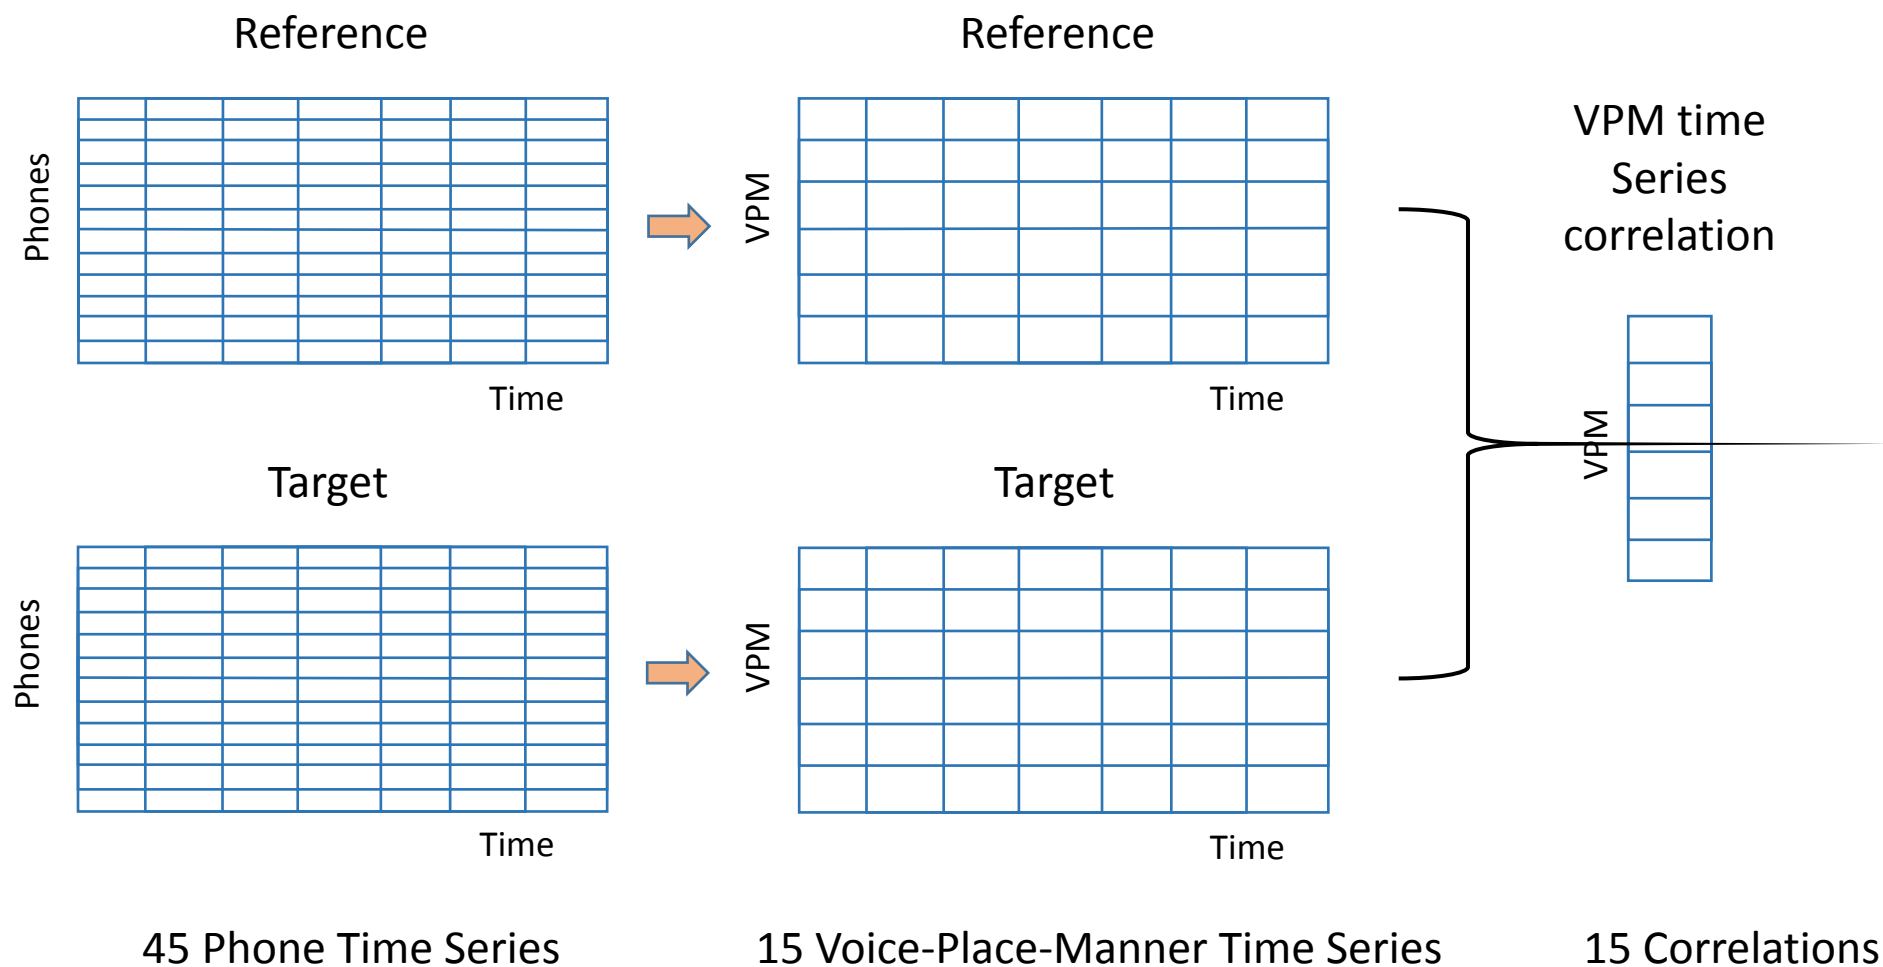 Reference
Reference
VPM time
Series
correlation
Phones
VPM
Time
Time
VPM
Target
Target
Phones
VPM
Time
Time
45 Phone Time Series
15 Voice-Place-Manner Time Series
15 Correlations